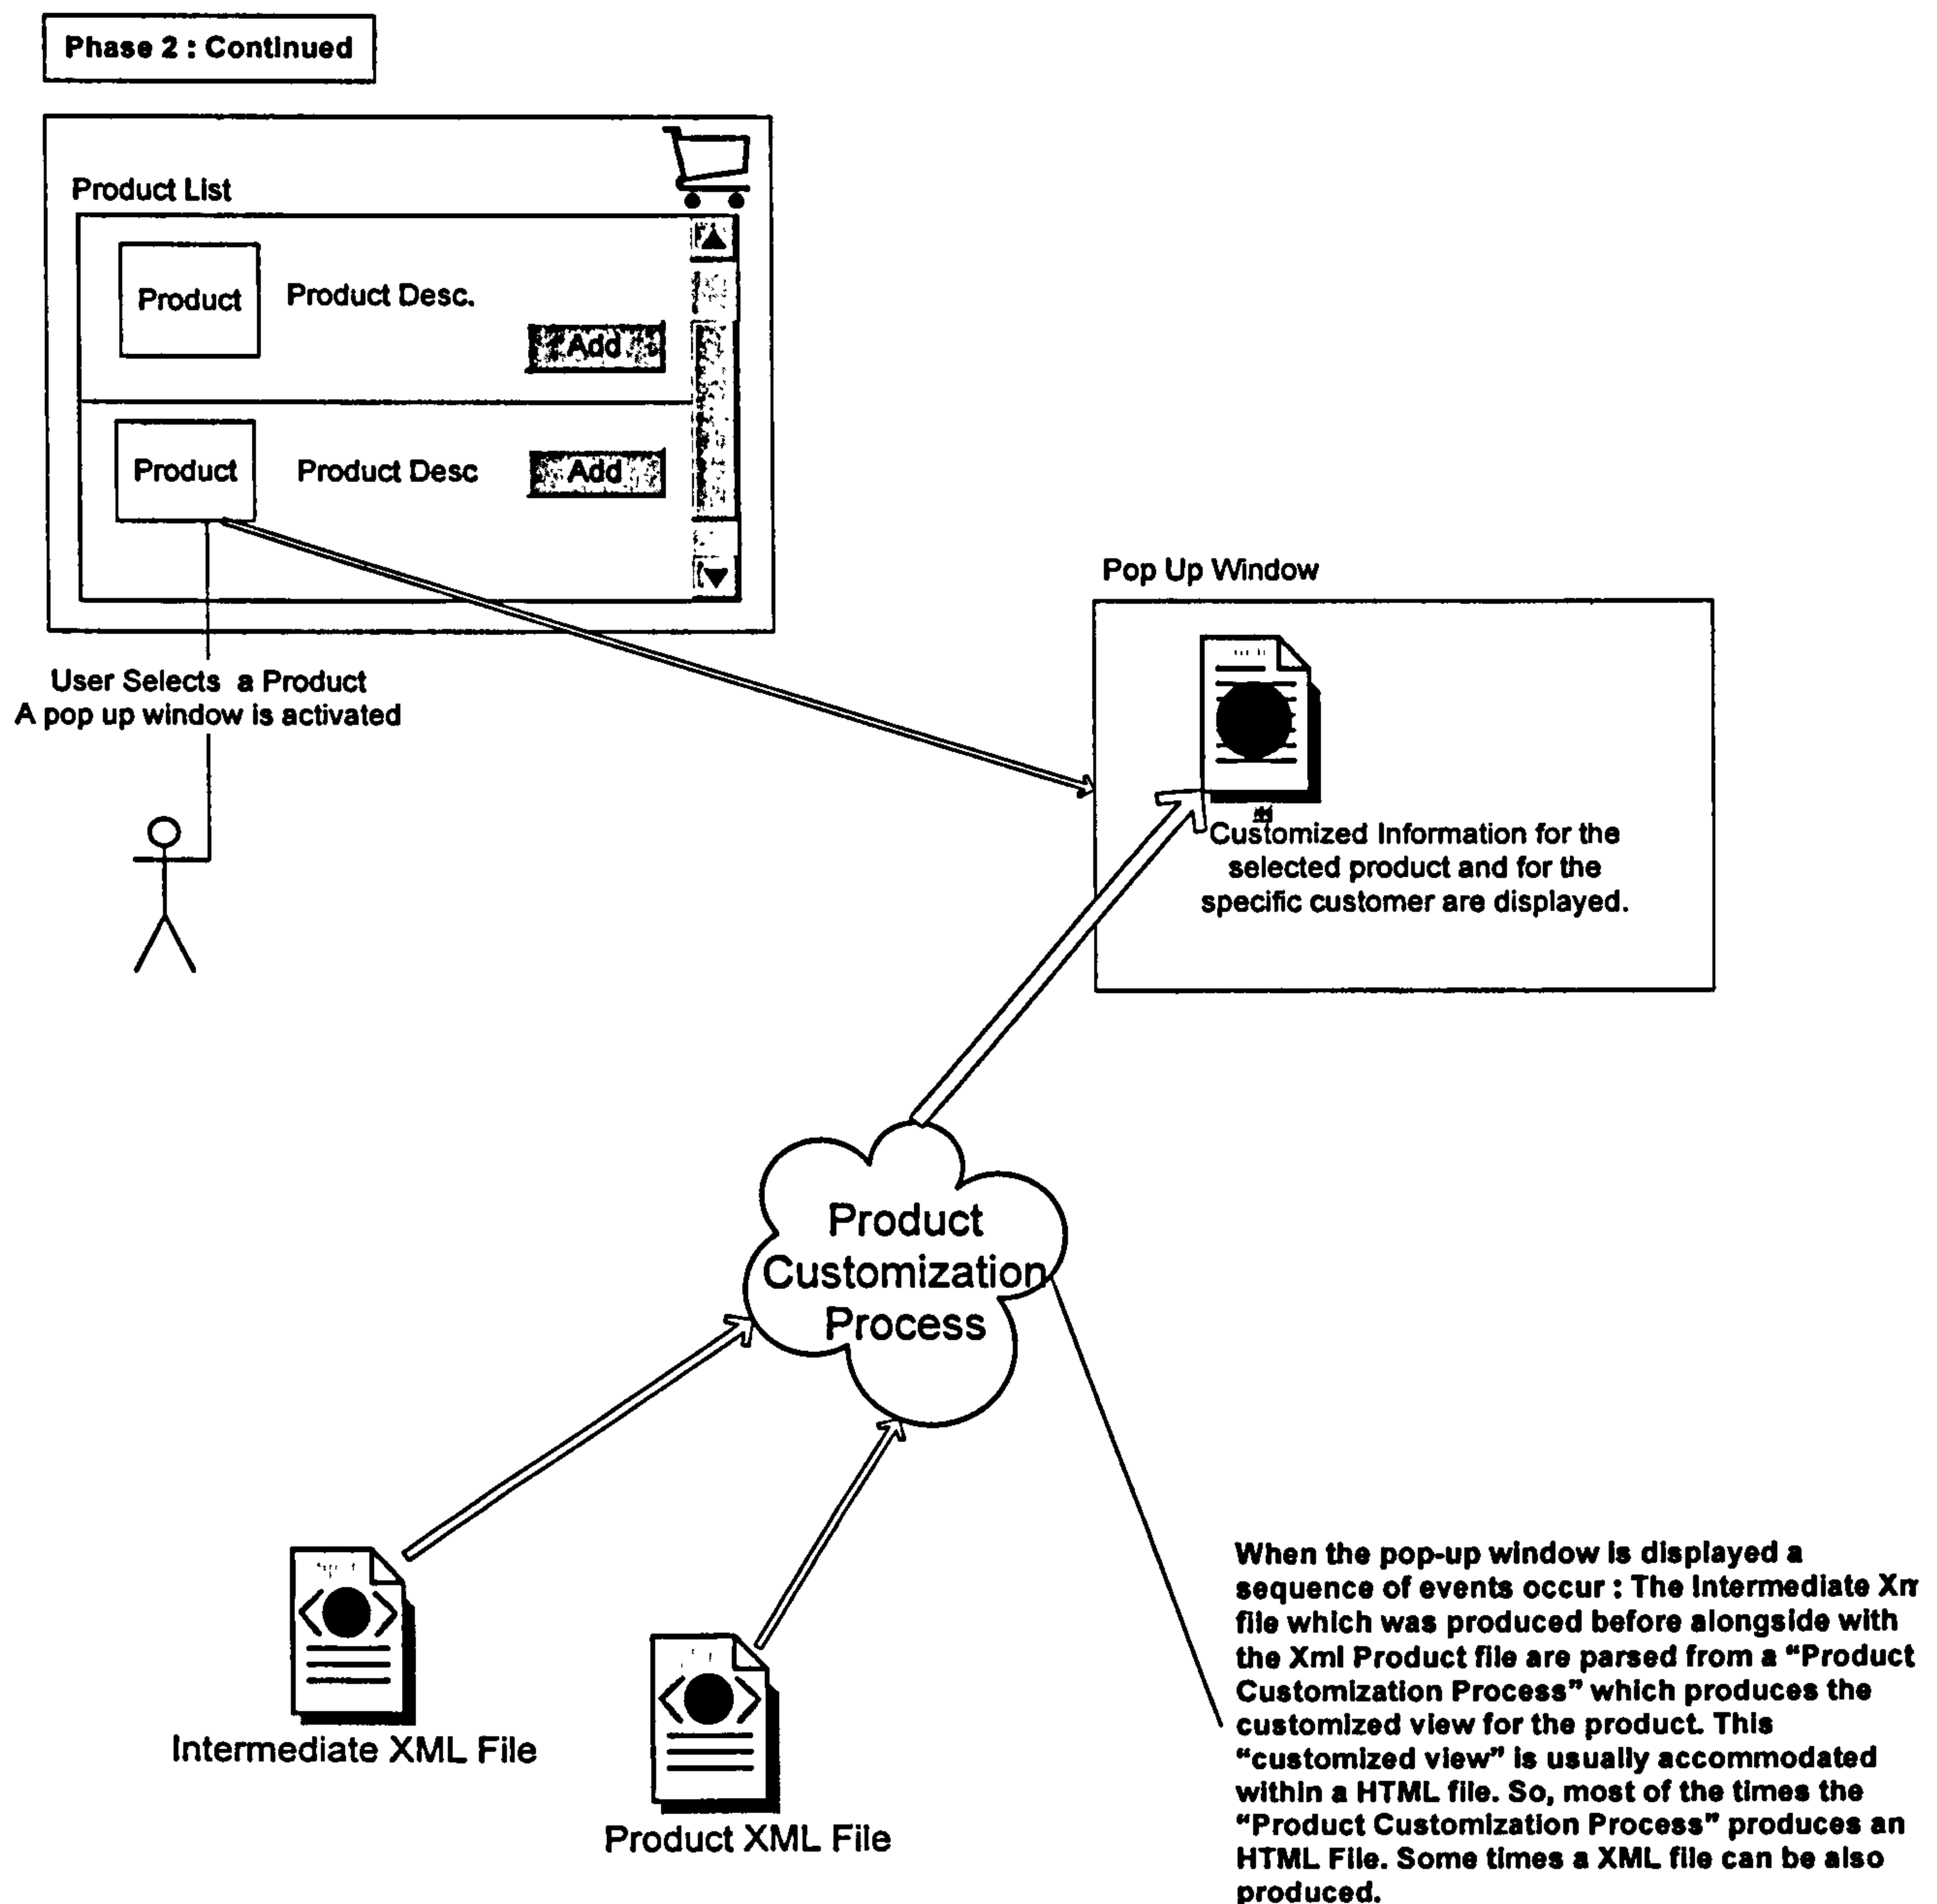 Phase 2 : Continued
Product List
Product
Product Desc.
Add
Product
Product Desc
Add
User Selects a Product
A pop up window is activated
Pop Up Window
Customized Information for the
selected product and for the
specific customer are displayed.
Product
Customization
Process
Intermediate XML File
Product XML File
When the pop-up window is displayed a
sequence of events occur : The Intermediate
file which was produced before alongside with
the Xml Product file are parsed from a “Product
Customization Process” which produces the
customized view for the product. This
“customized view” is usually accommodated
within a HTML file. So, most of the times the
“Product Customization Process” produces an
HTML File. Some times a XML file can be also
produced.